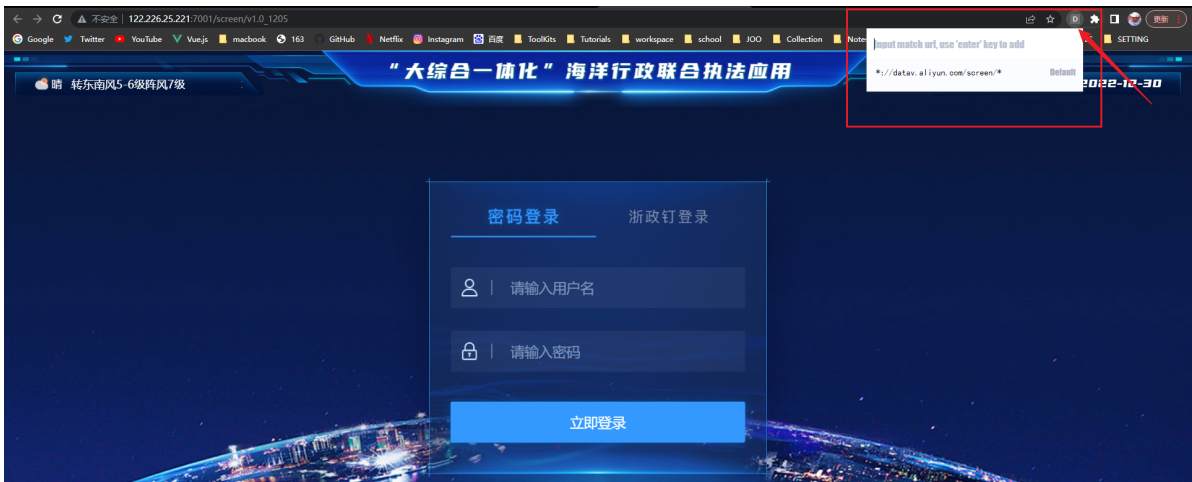 不安全 122.226.25.221:7001/screen/v1.0_1205 D 更新
Google Twitter YouTube Vue.js macbook 163 GitHub Netflix Instagram 百度 ToolKits Tutorials workspace school JOO Collection SETTING
Input match url, use 'enter' key to add
*://datav.aliyun.com/screen/* Default
“大综合一体化”海洋行政联合执法应用
晴 转东南风5-6级阵风7级
2022-12-30
密码登录 浙政钉登录
请输入用户名
请输入密码
立即登录